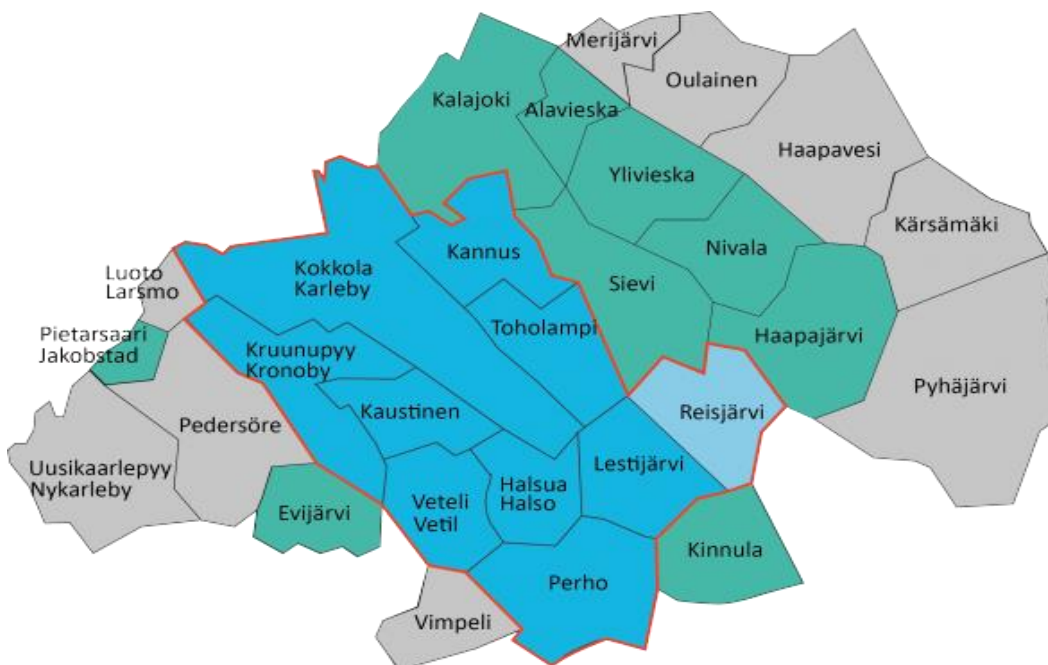 Merijärvi
Oulainen
Kalajoki
Alavieska
Haapavesi
Ylivieska
Kärsämäki
Kannus
Nivala
Luoto
Larsmo
Kokkola
Karleby
Sievi
Pietarsaari
Jakobstad
Toholampi
Haapajärvi
Kruunupyy
Kronoby
Pyhäjärvi
Kaustinen
Reisjärvi
Pedersöre
Uusikaarlepyy
Nykarleby
Lestijärvi
Halsua
Halso
Veteli
Vetil
Evijärvi
Kinnula
Perho
Vimpeli